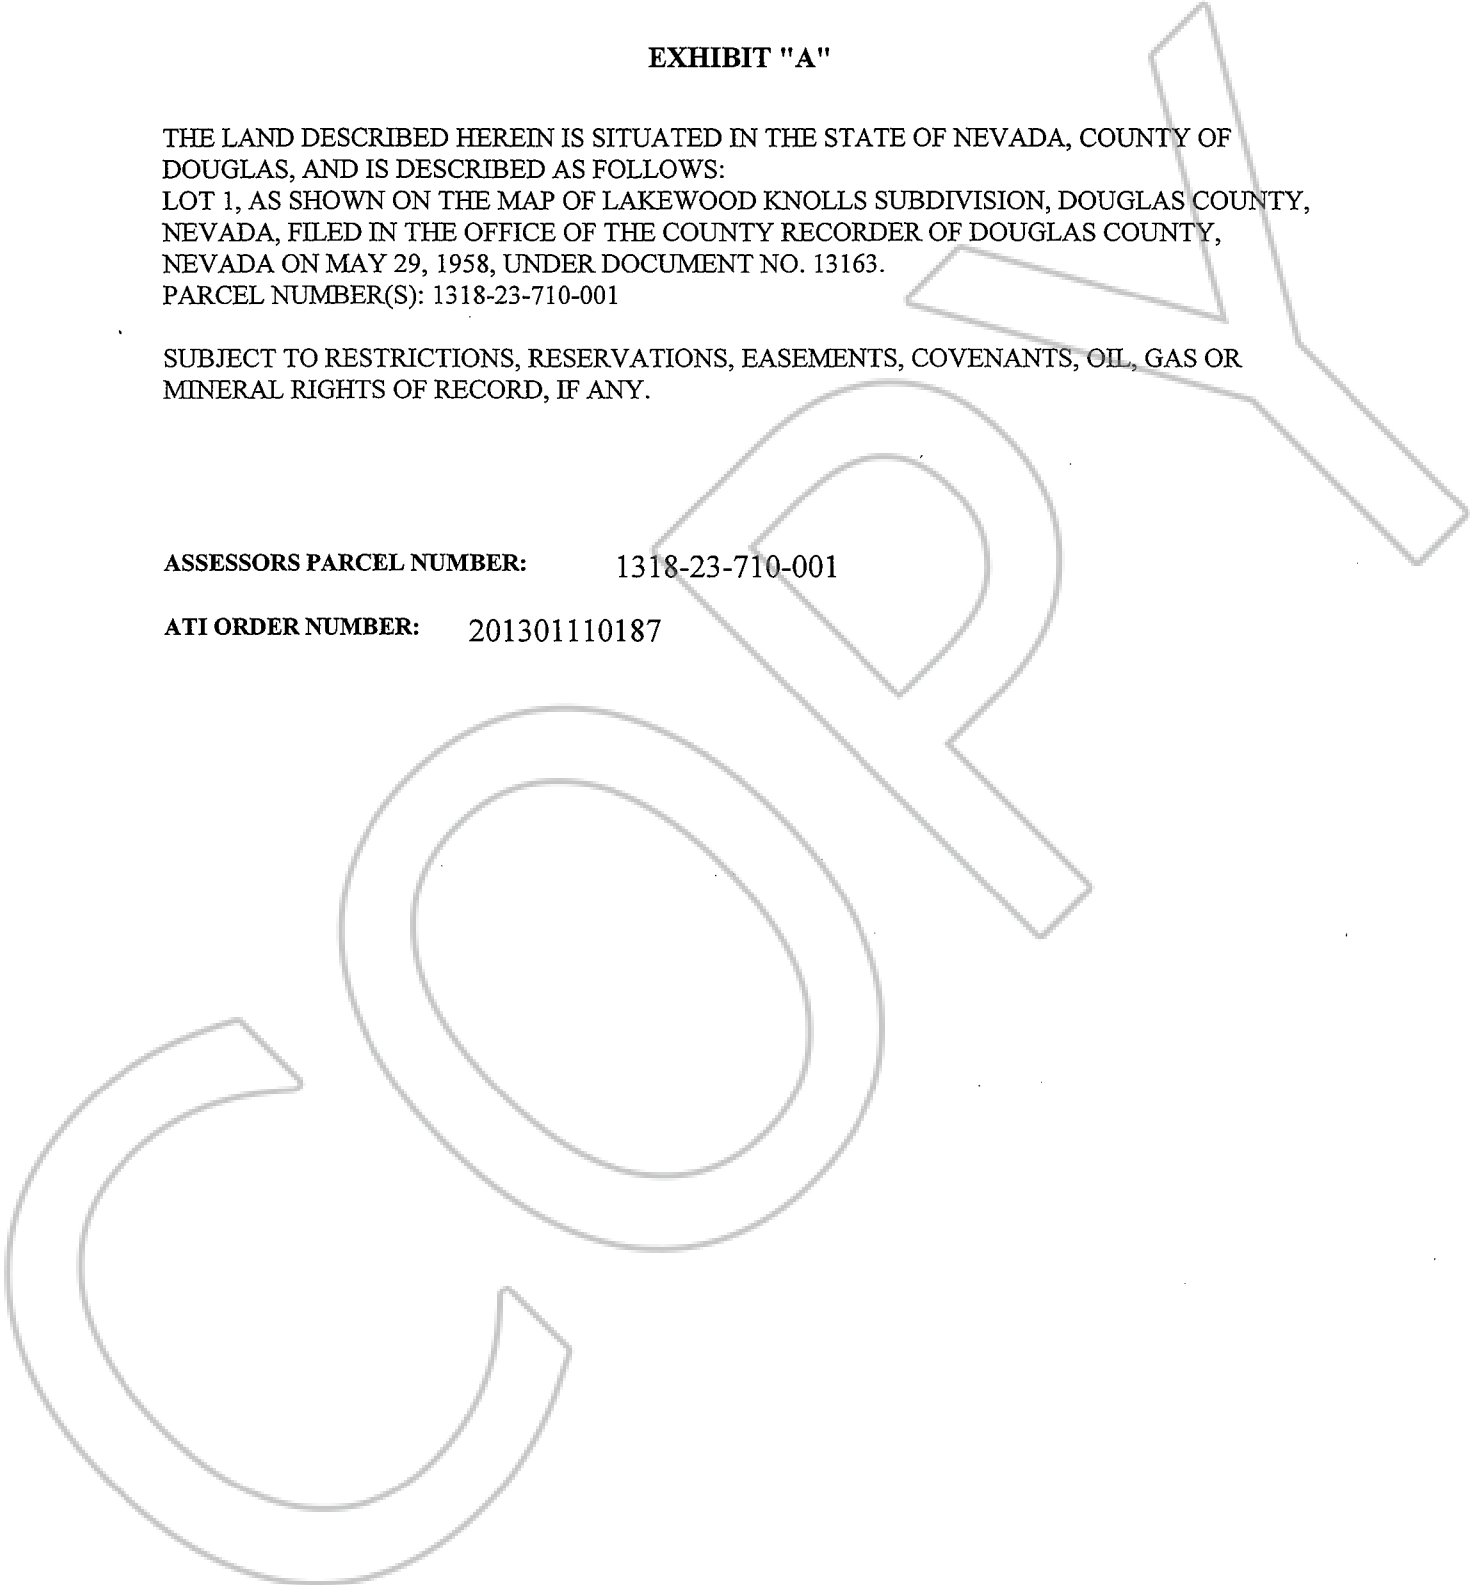 EXHIBIT "A"
THE LAND DESCRIBED HEREIN IS SITUATED IN THE STATE OF NEVADA, COUNTY OF
DOUGLAS, AND IS DESCRIBED AS FOLLOWS:
LOT 1, AS SHOWN ON THE MAP OF LAKEWOOD KNOLLS SUBDIVISION, DOUGLAS COUNTY,
NEVADA, FILED IN THE OFFICE OF THE COUNTY RECORDER OF DOUGLAS COUNTY,
NEVADA ON MAY 29, 1958, UNDER DOCUMENT NO. 13163.
PARCEL NUMBER(S): 1318-23-710-001
SUBJECT TO RESTRICTIONS, RESERVATIONS, EASEMENTS, COVENANTS, OIL, GAS OR
MINERAL RIGHTS OF RECORD, IF ANY.
ASSESSORS PARCEL NUMBER: 1318-23-710-001
ATI ORDER NUMBER: 201301110187
COPY